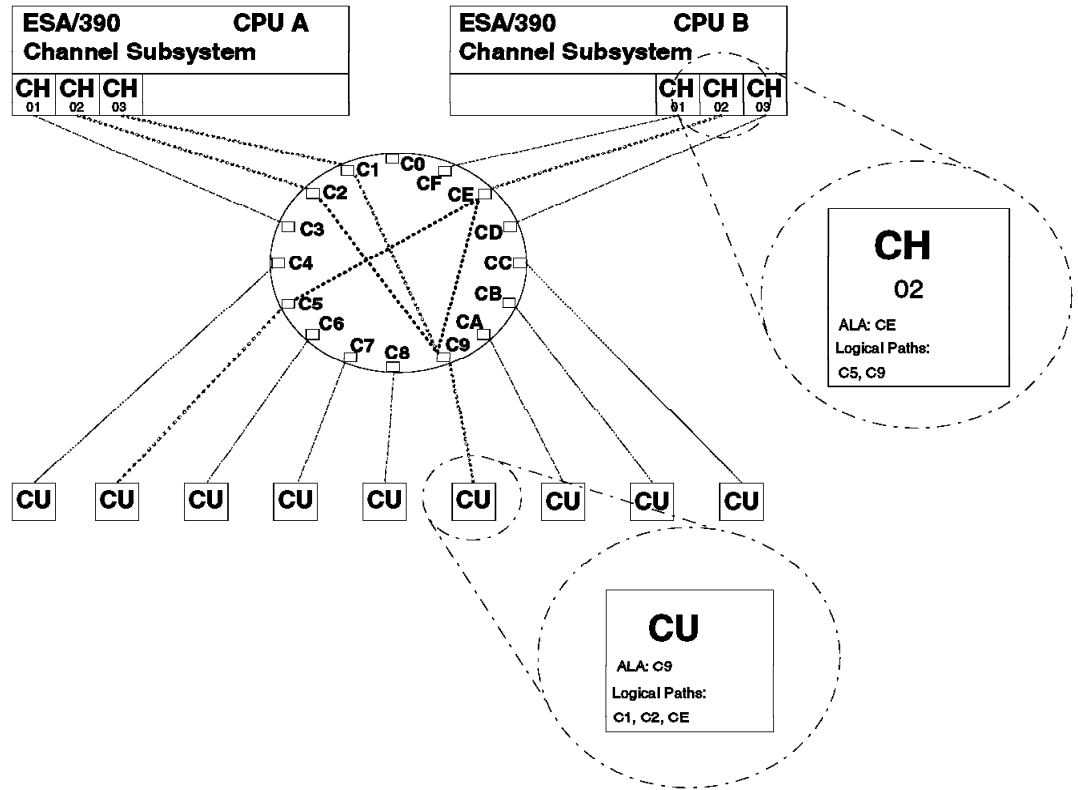 ESA/390 CPU A
Channel Subsystem
CH CH CH
01 02 03
ESA/390 CPU B
Channel Subsystem
CH CH CH
01 02 03
C0
C1
CF
C2
CE
C3
CD
C4
CC
C5
CB
C6
CA
C7
C9
C8
CH
02
ALA: CE
Logical Paths:
C5, C9
CU CU CU CU CU CU CU CU CU
CU
ALA: C9
Logical Paths:
C1, C2, CE